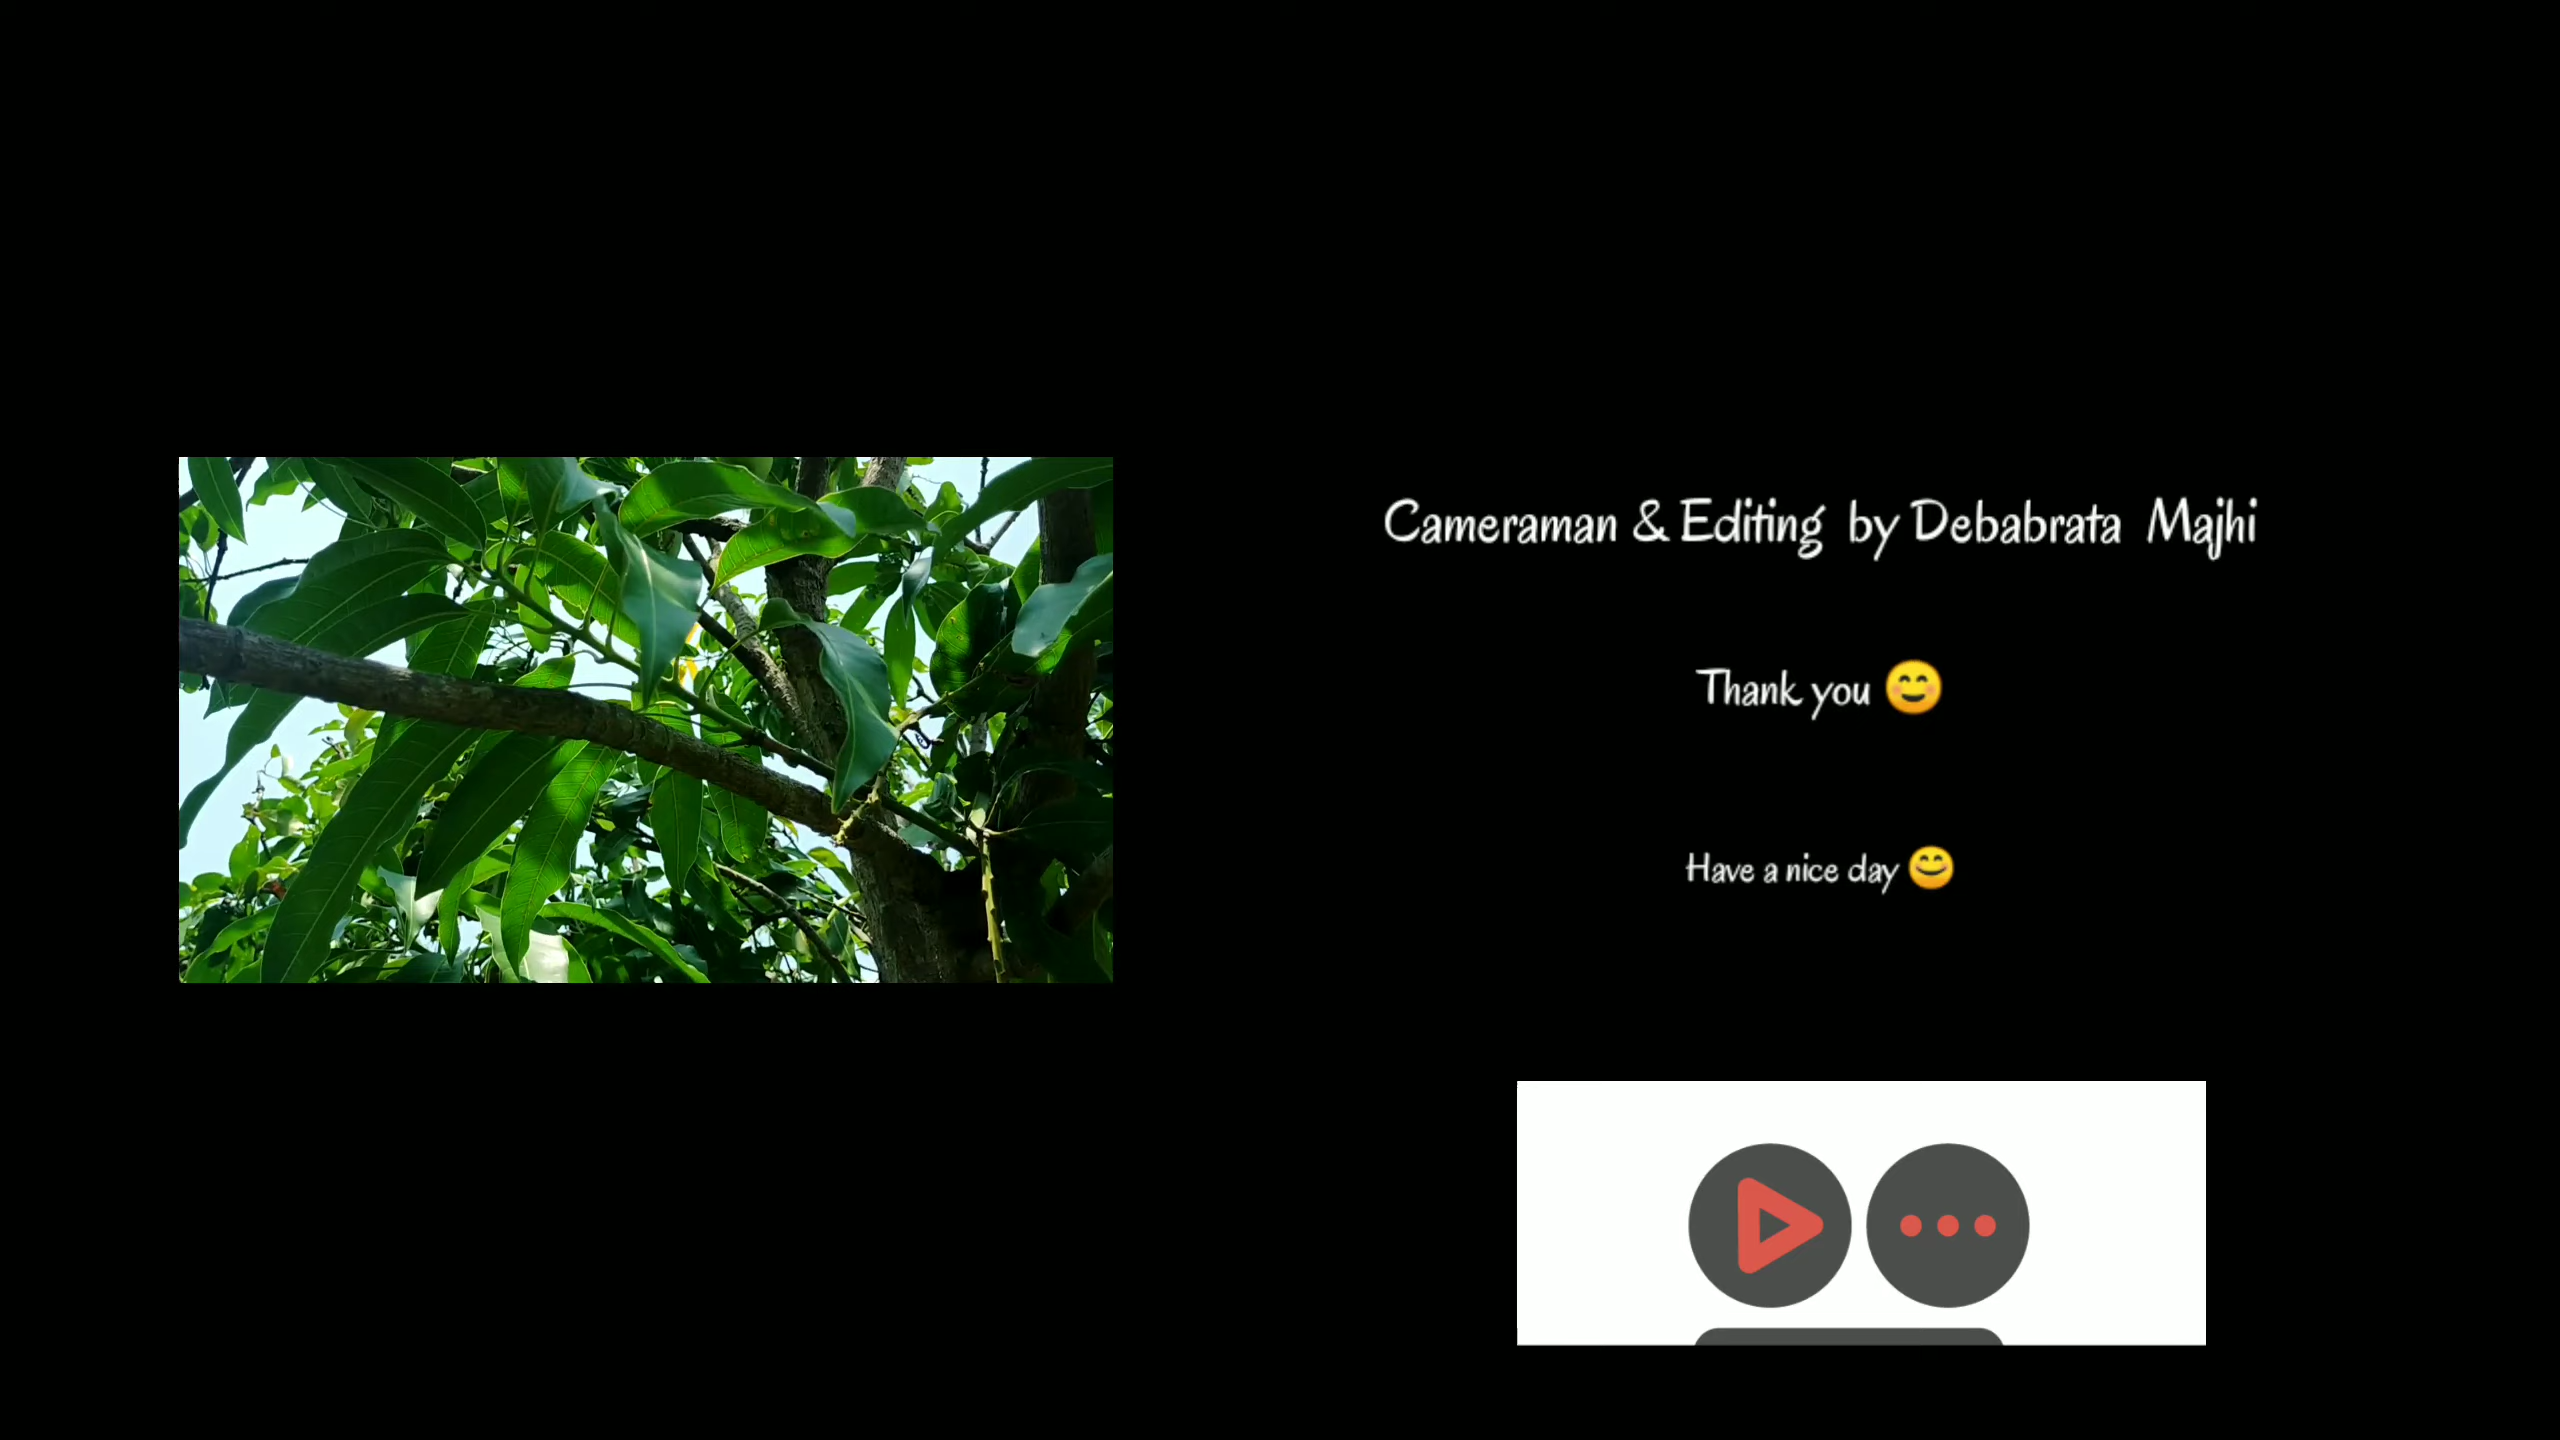 Cameraman & Editing by Debabrata Majhi
Thank you 😊
Have a nice day 😊